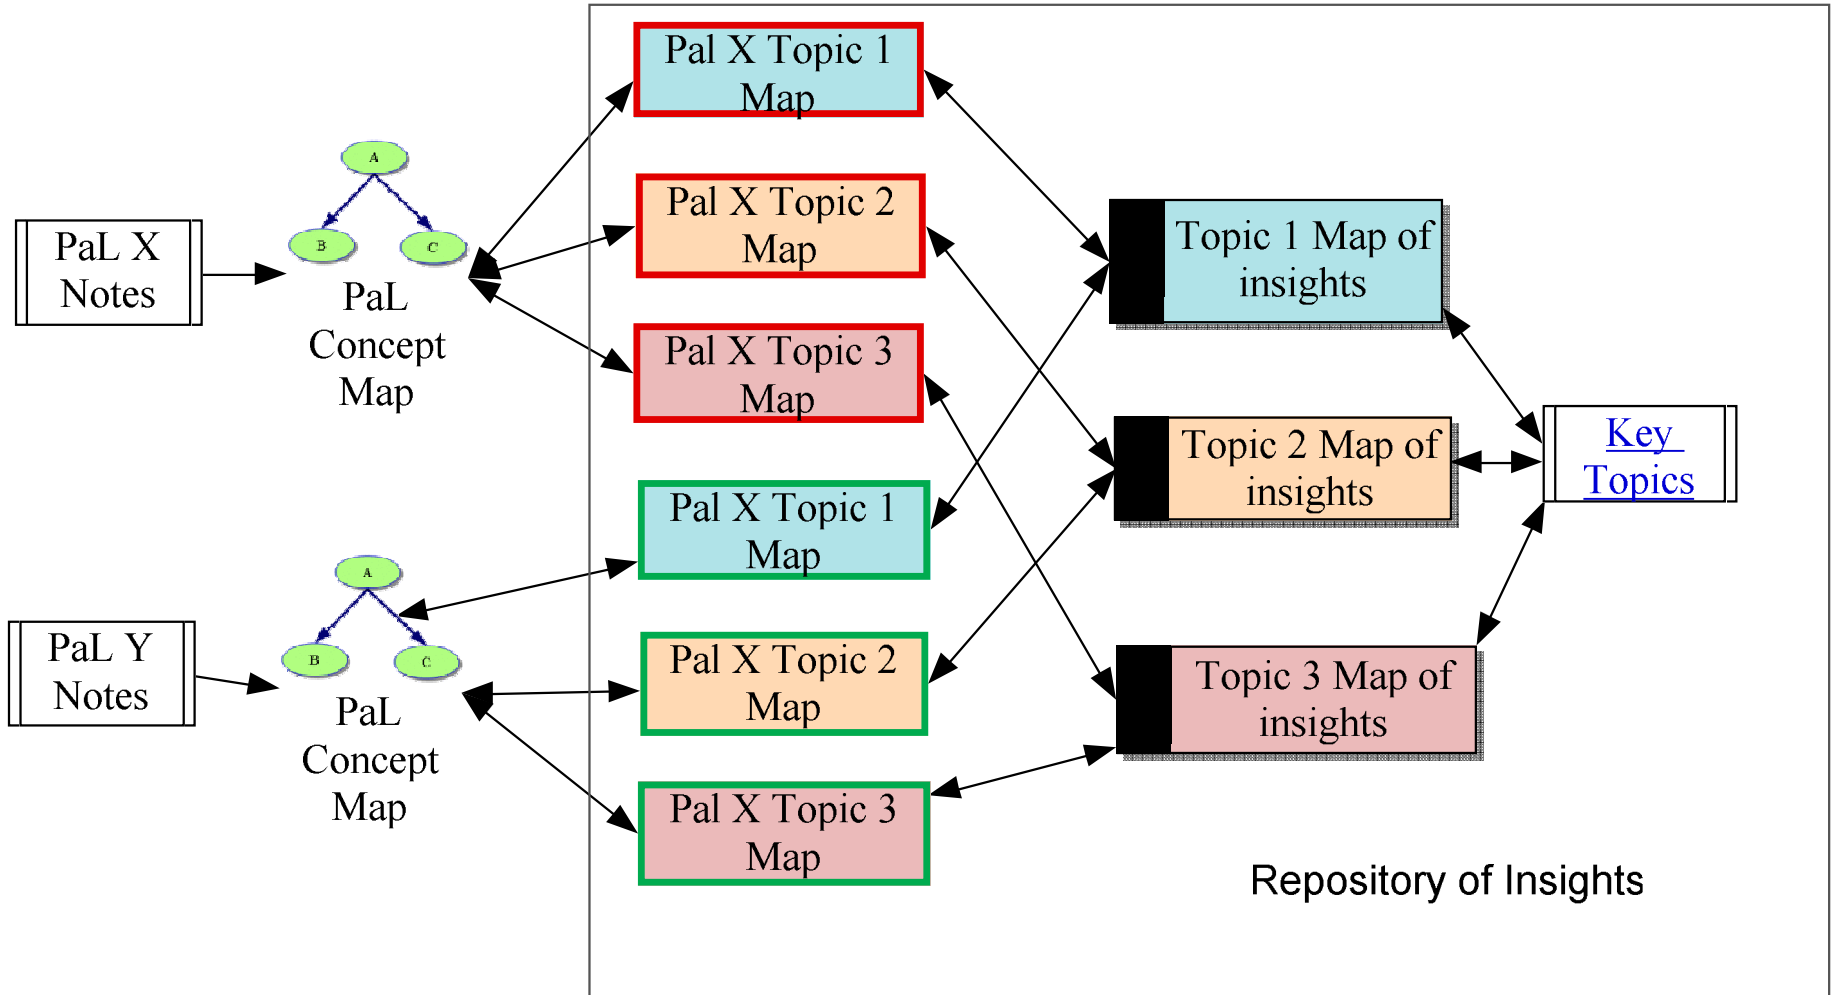 PaL X
Notes
A
B
C
PaL
Concept
Map
Pal X Topic 1
Map
Pal X Topic 2
Map
Pal X Topic 3
Map
PaL Y
Notes
A
B
C
PaL
Concept
Map
Pal X Topic 1
Map
Pal X Topic 2
Map
Pal X Topic 3
Map
Topic 1 Map of
insights
Topic 2 Map of
insights
Topic 3 Map of
insights
Key
Topics
Repository of Insights